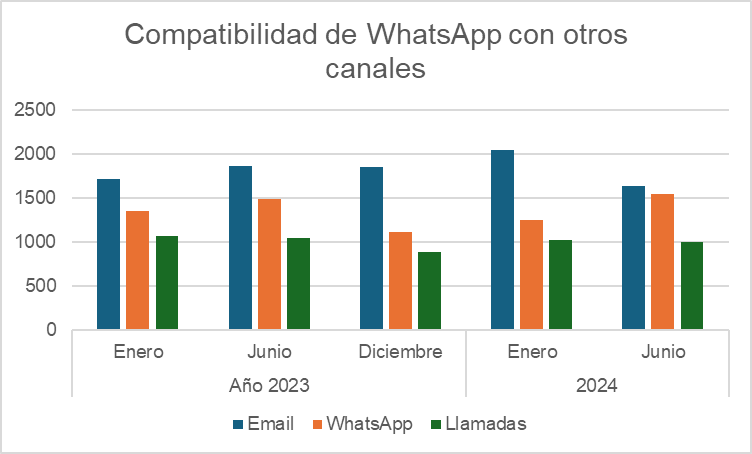 Compatibilidad de WhatsApp con otros
canales
2500
2000
1500
1000
500
0
Enero Junio Diciembre Enero Junio
Año 2023 2024
Email WhatsApp Llamadas